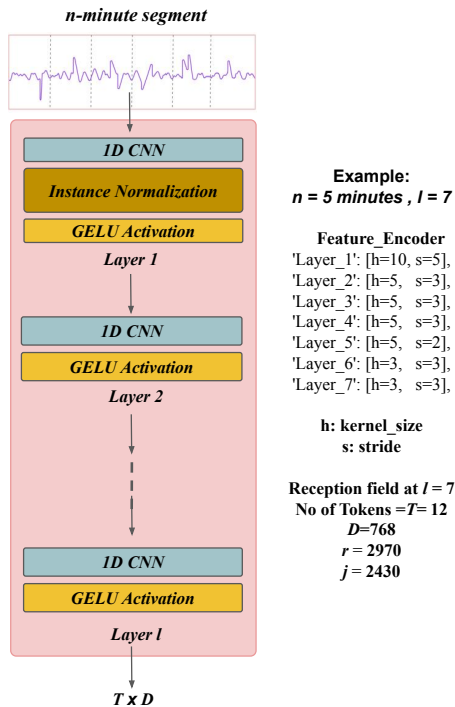 n-minute segment
1D CNN
Instance Normalization
GELU Activation
Layer 1
1D CNN
GELU Activation
Layer 2
1D CNN
GELU Activation
Layer l
T x D
Example:
n = 5 minutes , l = 7
Feature_Encoder
'Layer_1': [h=10, s=5],
'Layer_2': [h=5, s=3],
'Layer_3': [h=5, s=3],
'Layer_4': [h=5, s=3],
'Layer_5': [h=5, s=2],
'Layer_6': [h=3, s=3],
'Layer_7': [h=3, s=3],
h: kernel_size
s: stride
Reception field at l = 7
No of Tokens =T= 12
D=768
r = 2970
j = 2430